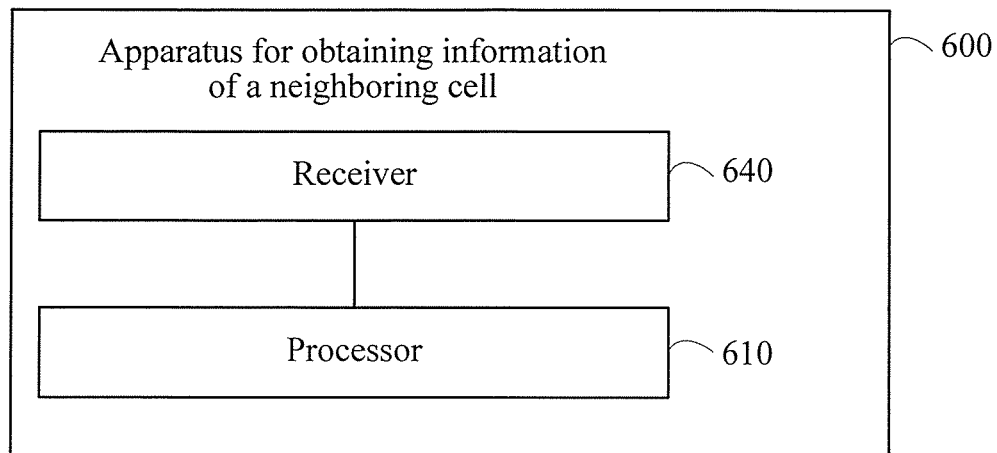 Apparatus for obtaining information
of a neighboring cell
600
Receiver
640
Processor
610